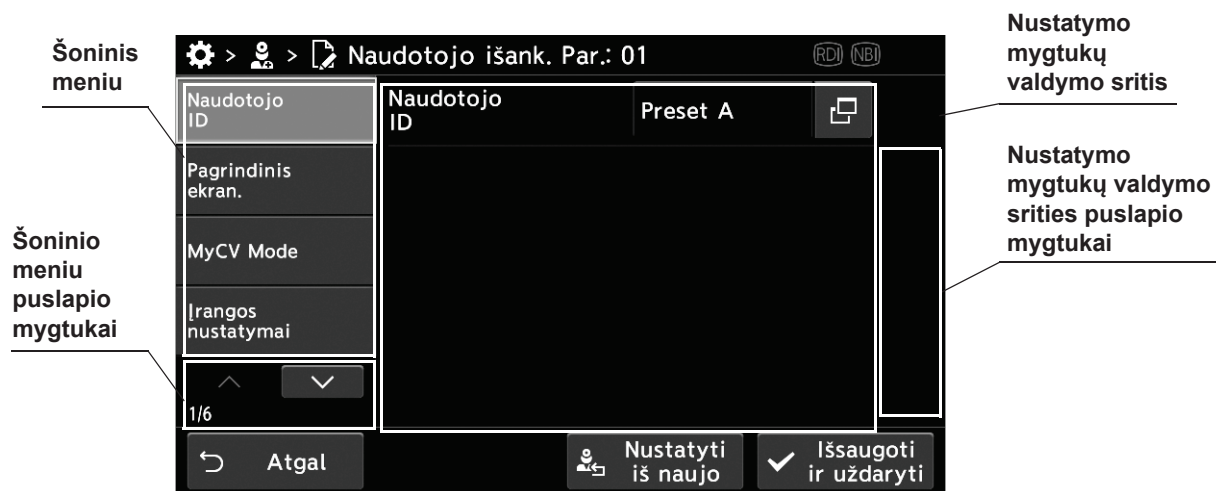 Šoninis
meniu
> > Naudotojo išank. Par.: 01
RDI NBI
Nustatymo
mygtukų
valdymo sritis
Naudotojo
ID
Naudotojo
ID
Preset A
Pagrindinis
ekran.
MyCV Mode
Įrangos
nustatymai
Nustatymo
mygtukų valdymo
srities puslapio
mygtukai
Šoninio
meniu
puslapio
mygtukai
1/6
Atgal
Nustatyti
iš naujo
Išsaugoti
ir uždaryti